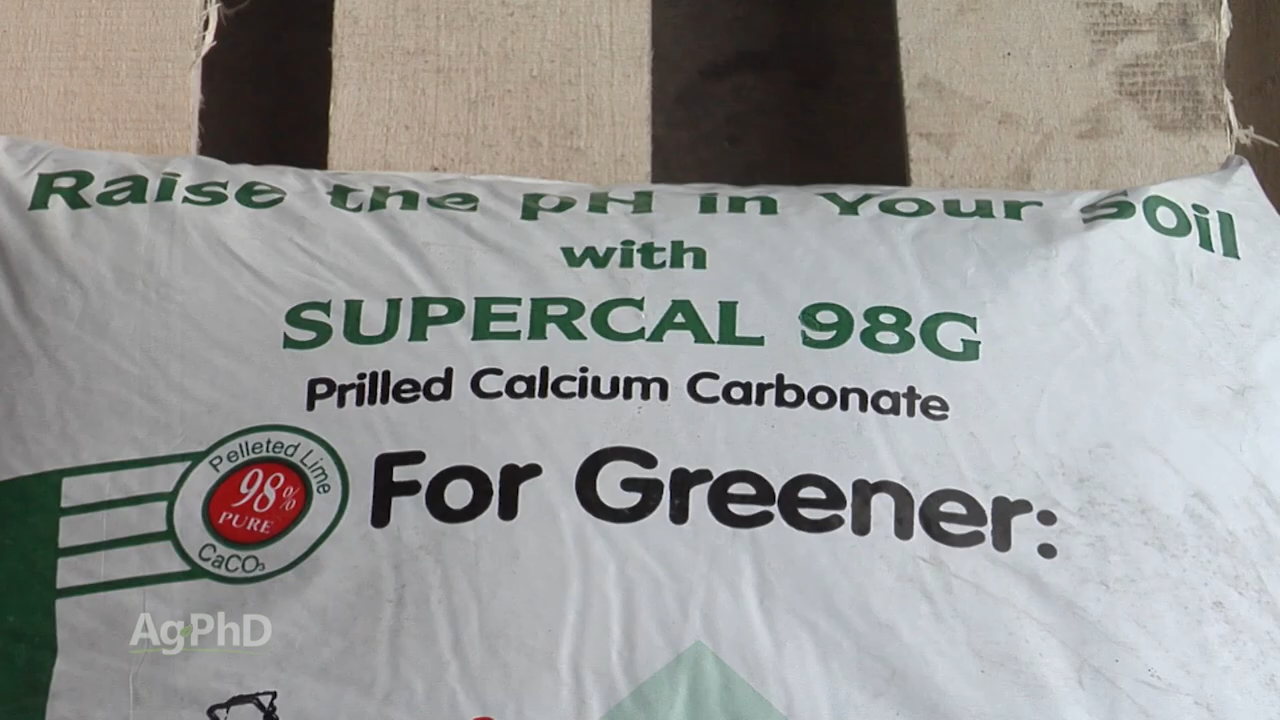 Raise the pH in Your Soil
with
SUPERCAL 98G
Prilled Calcium Carbonate
Pelleted Lime
98%
PURE
CaCO₃
For Greener:
AgPhD